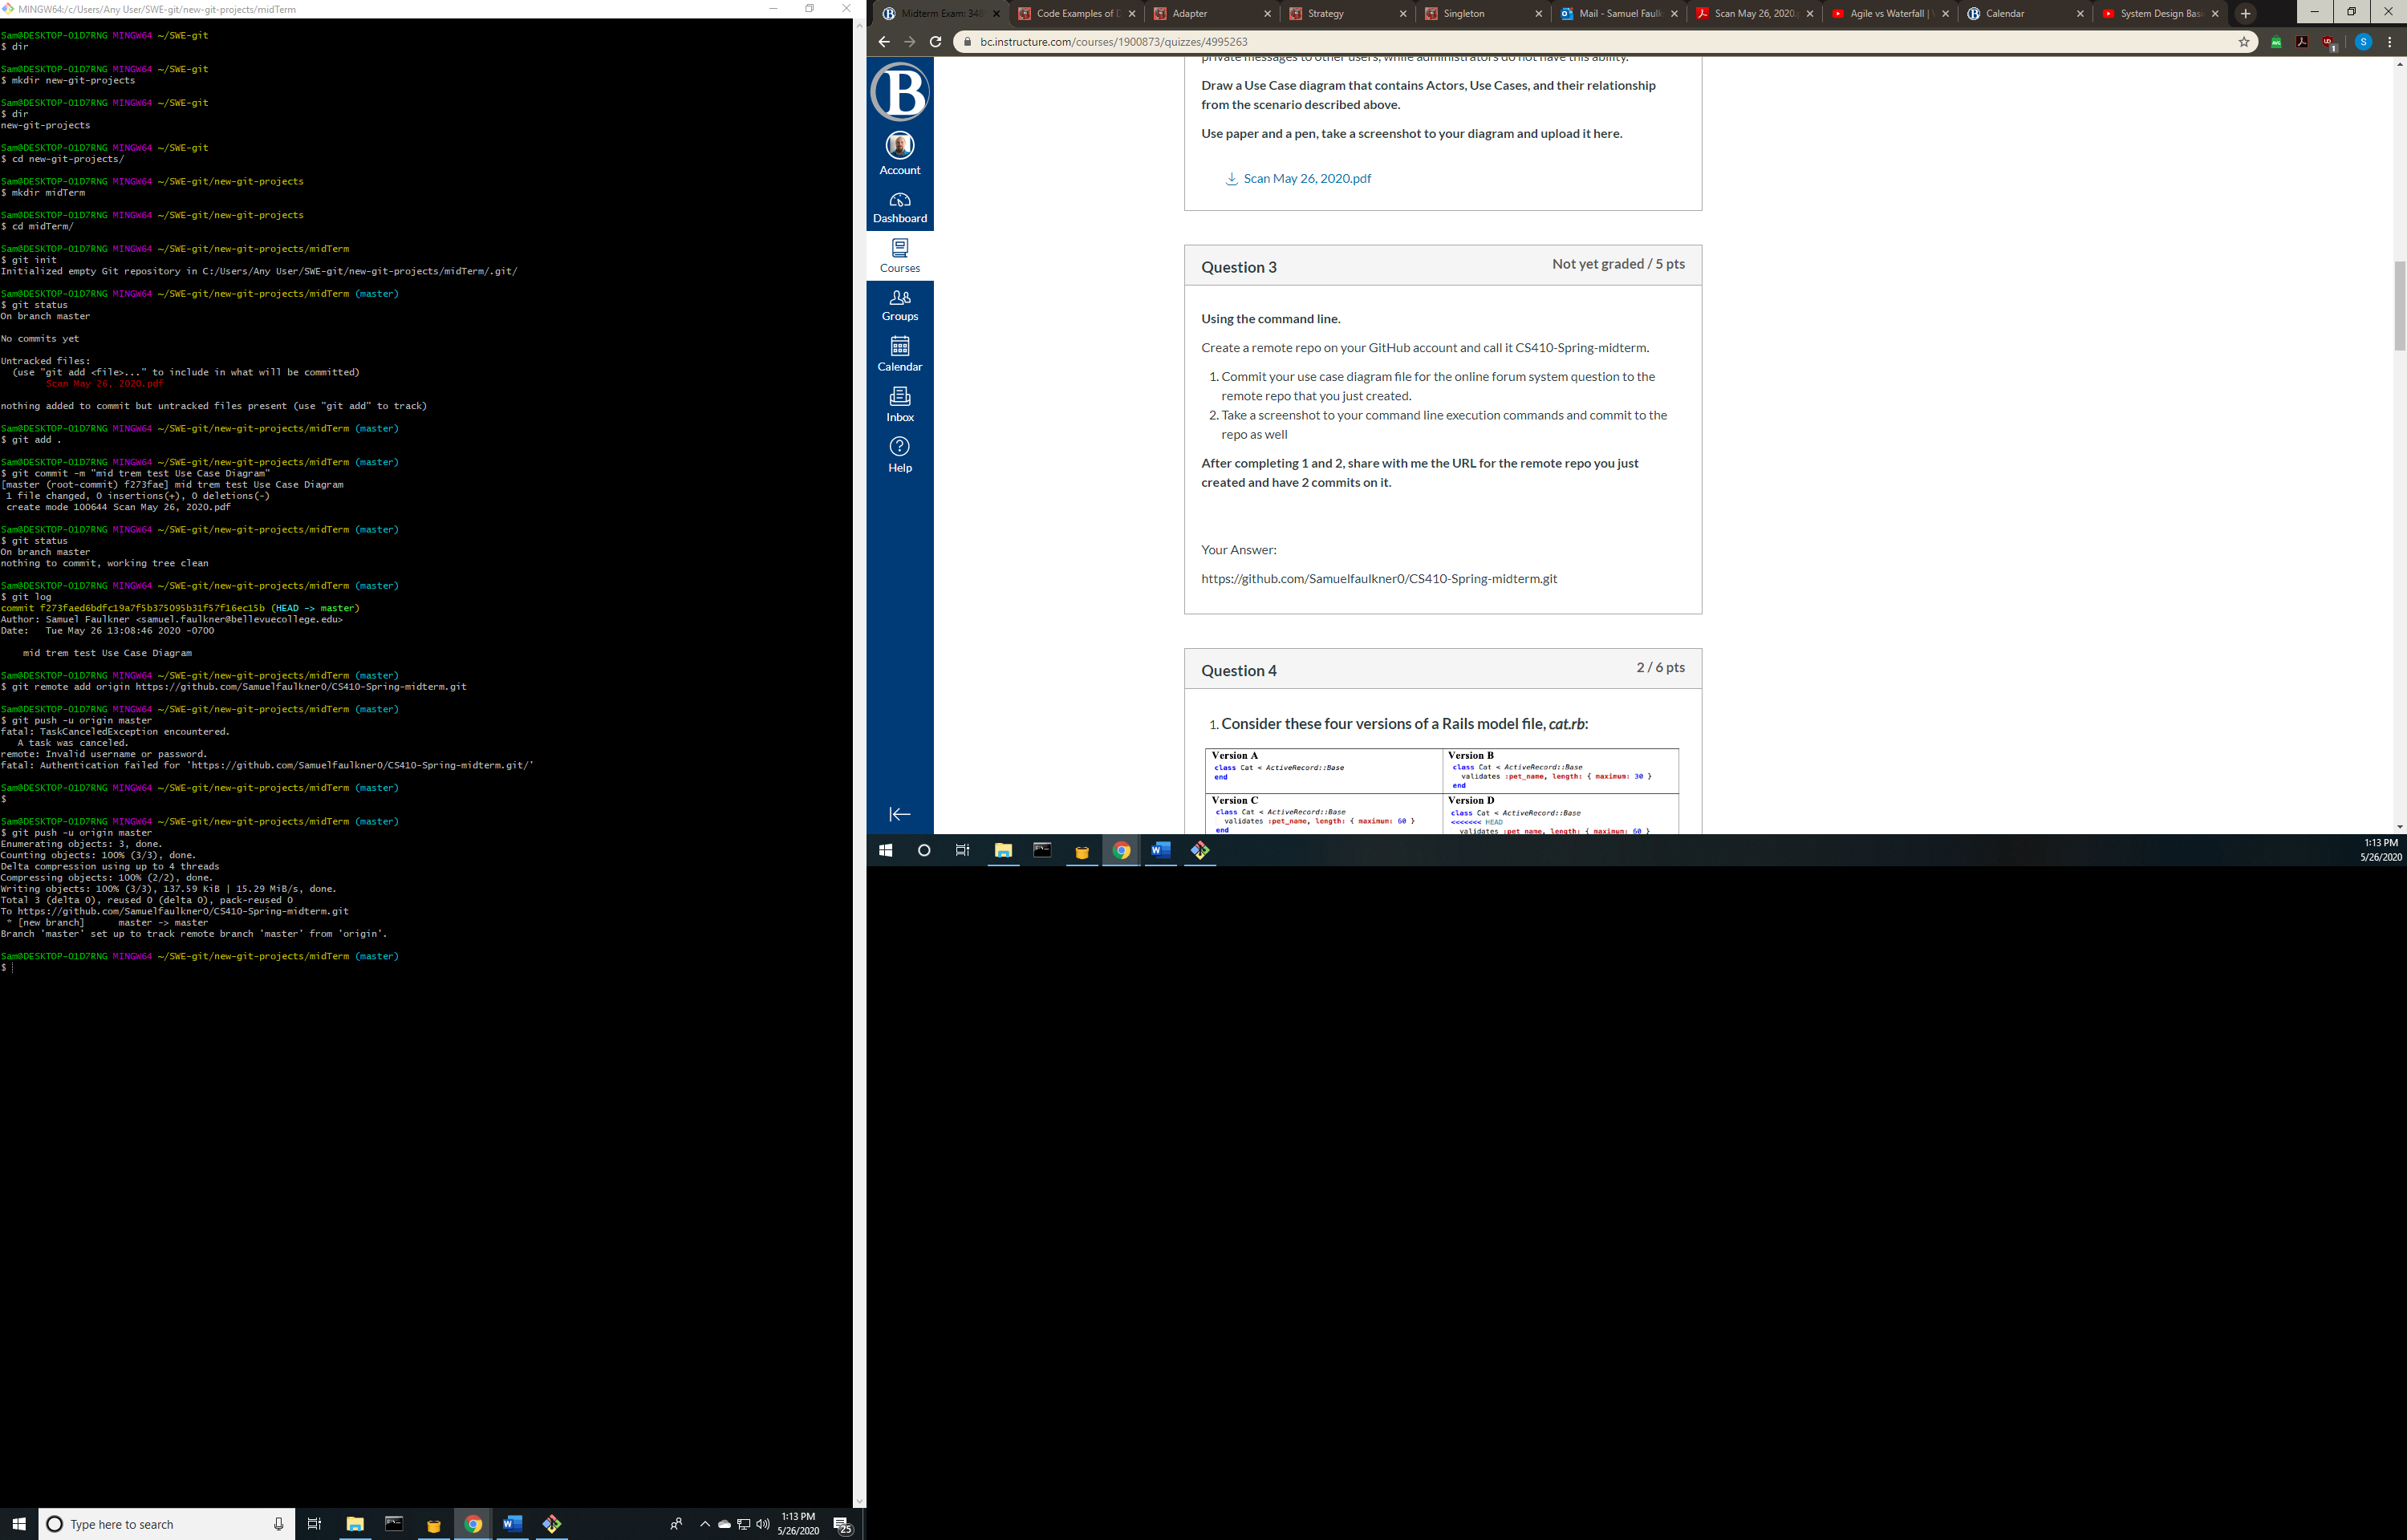 MINGW64:/c/Users/Any User/SWE-git/new-git-projects/midTerm
Sam@DESKTOP-O1D7RNG MINGW64 ~/SWE-git
$ dir
Sam@DESKTOP-O1D7RNG MINGW64 ~/SWE-git
$ mkdir new-git-projects
Sam@DESKTOP-O1D7RNG MINGW64 ~/SWE-git
$ dir
new-git-projects
Sam@DESKTOP-O1D7RNG MINGW64 ~/SWE-git
$ cd new-git-projects/
Sam@DESKTOP-O1D7RNG MINGW64 ~/SWE-git/new-git-projects
$ mkdir midTerm
Sam@DESKTOP-O1D7RNG MINGW64 ~/SWE-git/new-git-projects
$ cd midTerm/
Sam@DESKTOP-O1D7RNG MINGW64 ~/SWE-git/new-git-projects/midTerm
$ git init
Initialized empty Git repository in C:/Users/Any User/SWE-git/new-git-projects/midTerm/.git/
Sam@DESKTOP-O1D7RNG MINGW64 ~/SWE-git/new-git-projects/midTerm (master)
$ git status
On branch master
No commits yet
Untracked files:
(use "git add <file>..." to include in what will be committed)
Scan May 26, 2020.pdf
nothing added to commit but untracked files present (use "git add" to track)
Sam@DESKTOP-O1D7RNG MINGW64 ~/SWE-git/new-git-projects/midTerm (master)
$ git add .
Sam@DESKTOP-O1D7RNG MINGW64 ~/SWE-git/new-git-projects/midTerm (master)
$ git commit -m "mid trem test Use Case Diagram"
[master (root-commit) f273fae] mid trem test Use Case Diagram
1 file changed, 0 insertions(+), 0 deletions(-)
create mode 100644 Scan May 26, 2020.pdf
Sam@DESKTOP-O1D7RNG MINGW64 ~/SWE-git/new-git-projects/midTerm (master)
$ git status
On branch master
nothing to commit, working tree clean
Sam@DESKTOP-O1D7RNG MINGW64 ~/SWE-git/new-git-projects/midTerm (master)
$ git log
commit f273faed6bdfc19a7f5b375095b31f57f16ec15b (HEAD -> master)
Author: Samuel Faulkner <samuel.faulkner@bellevuecollege.edu>
Date:   Tue May 26 13:08:46 2020 -0700
mid trem test Use Case Diagram
Sam@DESKTOP-O1D7RNG MINGW64 ~/SWE-git/new-git-projects/midTerm (master)
$ git remote add origin https://github.com/Samuelfaulkner0/CS410-Spring-midterm.git
Sam@DESKTOP-O1D7RNG MINGW64 ~/SWE-git/new-git-projects/midTerm (master)
$ git push -u origin master
fatal: TaskCanceledException encountered.
A task was canceled.
remote: Invalid username or password.
fatal: Authentication failed for 'https://github.com/Samuelfaulkner0/CS410-Spring-midterm.git/'
Sam@DESKTOP-O1D7RNG MINGW64 ~/SWE-git/new-git-projects/midTerm (master)
$
Sam@DESKTOP-O1D7RNG MINGW64 ~/SWE-git/new-git-projects/midTerm (master)
$ git push -u origin master
Enumerating objects: 3, done.
Counting objects: 100% (3/3), done.
Delta compression using up to 4 threads
Compressing objects: 100% (2/2), done.
Writing objects: 100% (3/3), 137.59 KiB | 15.29 MiB/s, done.
Total 3 (delta 0), reused 0 (delta 0), pack-reused 0
To https://github.com/Samuelfaulkner0/CS410-Spring-midterm.git
* [new branch]      master -> master
Branch 'master' set up to track remote branch 'master' from 'origin'.
Sam@DESKTOP-O1D7RNG MINGW64 ~/SWE-git/new-git-projects/midTerm (master)
$
Type here to search
1:13 PM
5/26/2020
25
Midterm Exam: 348
Code Examples of D
Adapter
Strategy
Singleton
Mail - Samuel Faulk
Scan May 26, 2020.p
Agile vs Waterfall |
Calendar
System Design Basi
bc.instructure.com/courses/1900873/quizzes/4995263
S
B
Account
Dashboard
Courses
Groups
Calendar
Inbox
Help
private messages to other users, while administrators do not have this ability.
Draw a Use Case diagram that contains Actors, Use Cases, and their relationship
from the scenario described above.
Use paper and a pen, take a screenshot to your diagram and upload it here.
Scan May 26, 2020.pdf
Question 3
Not yet graded / 5 pts
Using the command line.
Create a remote repo on your GitHub account and call it CS410-Spring-midterm.
1. Commit your use case diagram file for the online forum system question to the
remote repo that you just created.
2. Take a screenshot to your command line execution commands and commit to the
repo as well
After completing 1 and 2, share with me the URL for the remote repo you just
created and have 2 commits on it.
Your Answer:
https://github.com/Samuelfaulkner0/CS410-Spring-midterm.git
Question 4
2 / 6 pts
1. Consider these four versions of a Rails model file, cat.rb:
Version A
class Cat < ActiveRecord::Base
end
Version B
class Cat < ActiveRecord::Base
validates :pet_name, length: { maximum: 30 }
end
Version C
class Cat < ActiveRecord::Base
validates :pet_name, length: { maximum: 60 }
end
Version D
class Cat < ActiveRecord::Base
<<<<<<< HEAD
validates :pet_name, length: { maximum: 60 }
1:13 PM
5/26/2020